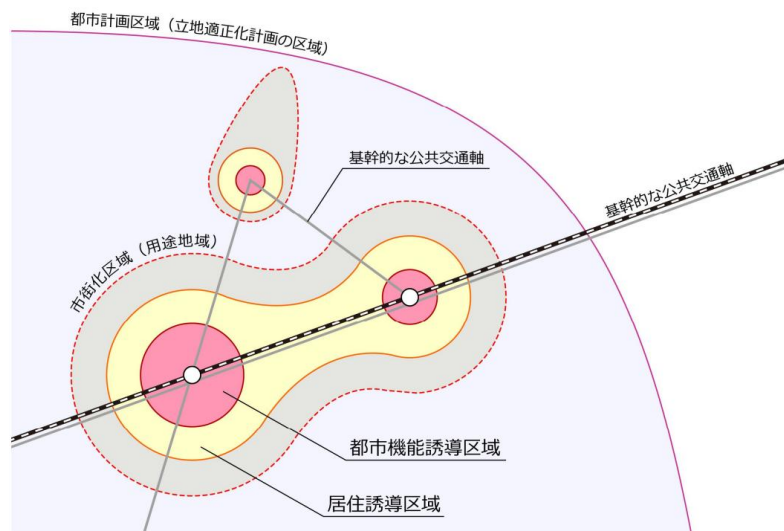 都市計画区域（立地適正化計画の区域）
基幹的な公共交通軸
基幹的な公共交通軸
市街化区域（用途地域）
都市機能誘導区域
居住誘導区域